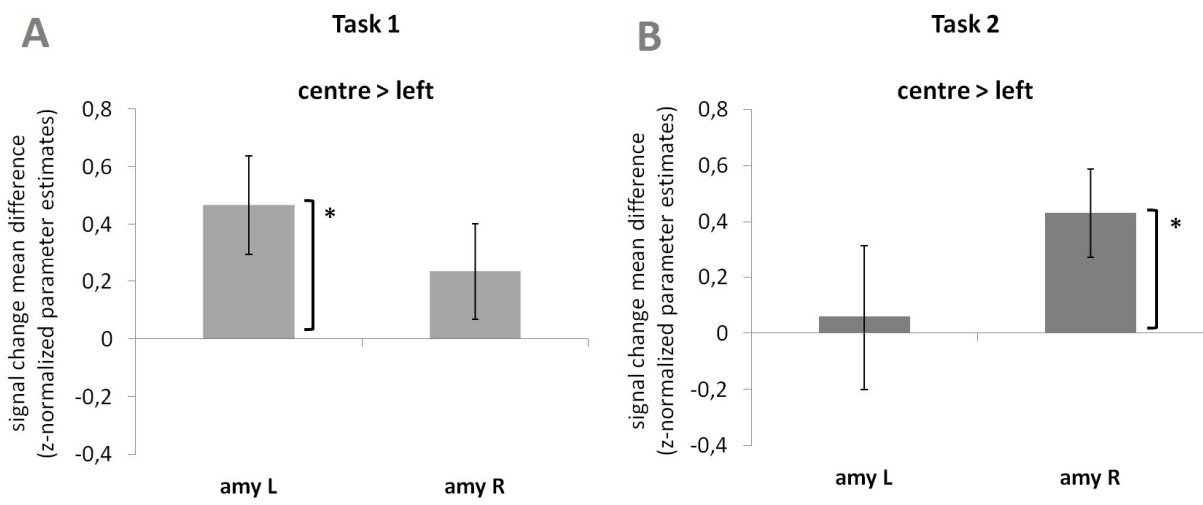 A
Task 1
centre > left
signal change mean difference
(z-normalized parameter estimates)
0,8
0,6
0,4
0,2
0
-0,2
-0,4
*
amy L
amy R
B
Task 2
centre > left
signal change mean difference
(z-normalized parameter estimates)
0,8
0,6
0,4
0,2
0
-0,2
-0,4
*
amy L
amy R